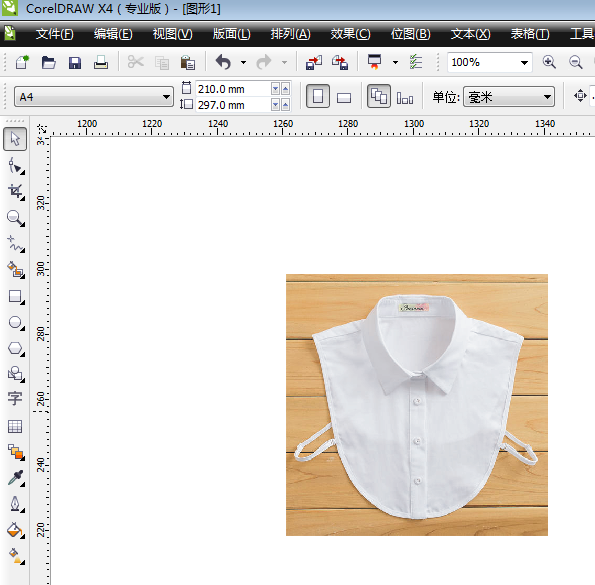 CorelDRAW X4（专业版）- [图形1]
文件(F) 编辑(E) 视图(V) 版面(L) 排列(A) 效果(C) 位图(B) 文本(X) 表格(T) 工具
100%
A4
210.0 mm
297.0 mm
单位: 毫米
1200 1220 1240 1260 1280 1300 1320 1340
34
320
300
280
260
240
220
字